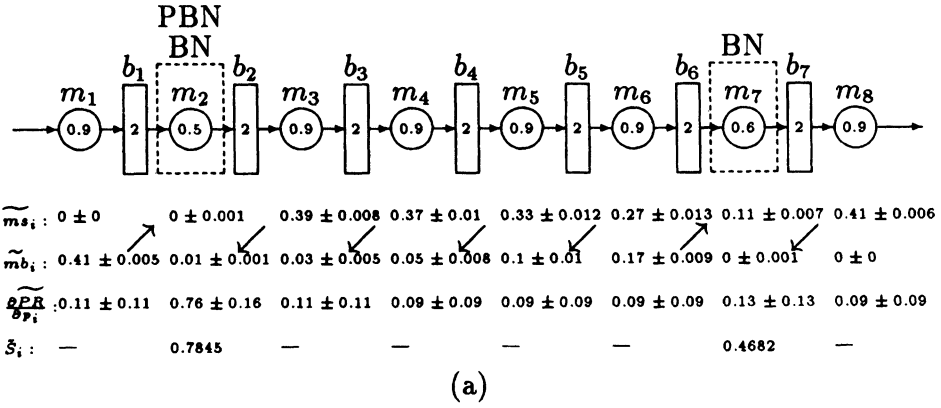 PBN
BN BN
b1 b2 b3 b4 b5 b6 b7
m1 m2 m3 m4 m5 m6 m7 m8
0.9 2 0.5 2 0.9 2 0.9 2 0.9 2 0.9 2 0.6 2 0.9
m̃s_i : 0 ± 0 0 ± 0.001 0.39 ± 0.008 0.37 ± 0.01 0.33 ± 0.012 0.27 ± 0.013 0.11 ± 0.007 0.41 ± 0.006
m̃b_i : 0.41 ± 0.005 0.01 ± 0.001 0.03 ± 0.005 0.05 ± 0.008 0.1 ± 0.01 0.17 ± 0.009 0 ± 0.001 0 ± 0
∂PR/∂p_i : 0.11 ± 0.11 0.76 ± 0.16 0.11 ± 0.11 0.09 ± 0.09 0.09 ± 0.09 0.09 ± 0.09 0.13 ± 0.13 0.09 ± 0.09
S̃_i : — 0.7845 — — — — 0.4682 —
(a)